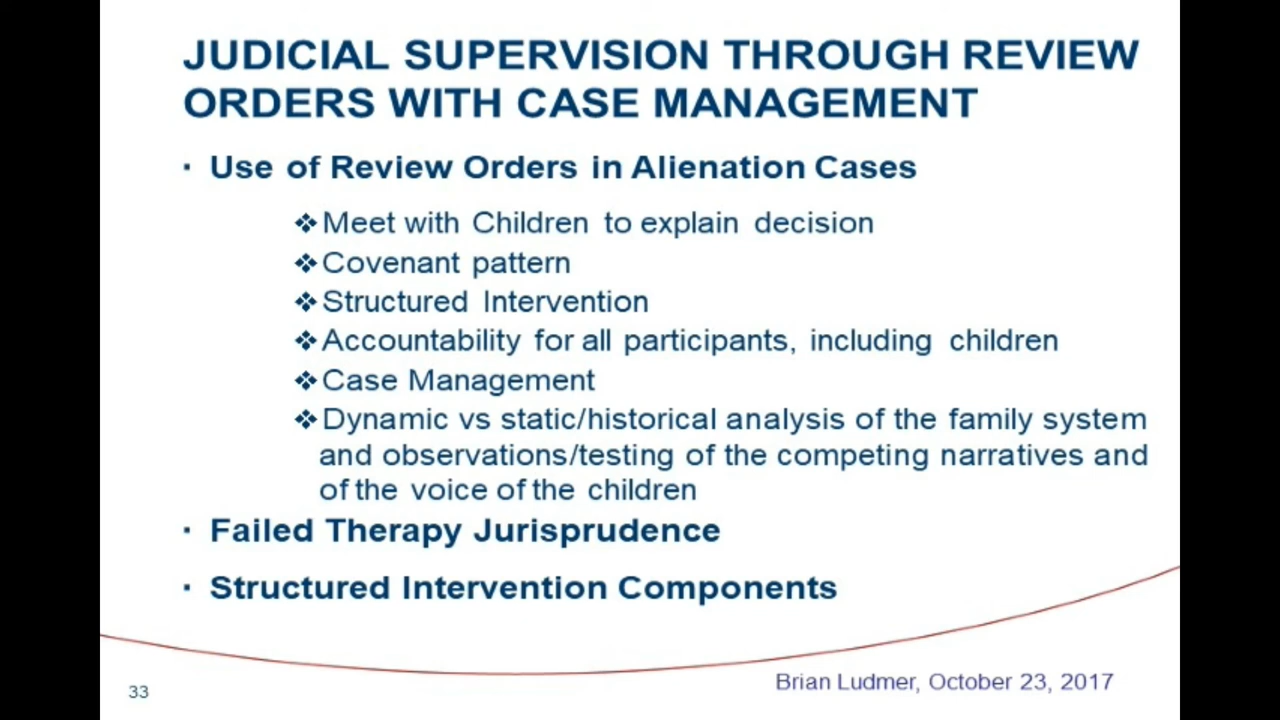 JUDICIAL SUPERVISION THROUGH REVIEW
ORDERS WITH CASE MANAGEMENT
· Use of Review Orders in Alienation Cases
❖Meet with Children to explain decision
❖Covenant pattern
❖Structured Intervention
❖Accountability for all participants, including children
❖Case Management
❖Dynamic vs static/historical analysis of the family system
and observations/testing of the competing narratives and
of the voice of the children
· Failed Therapy Jurisprudence
· Structured Intervention Components
33
Brian Ludmer, October 23, 2017